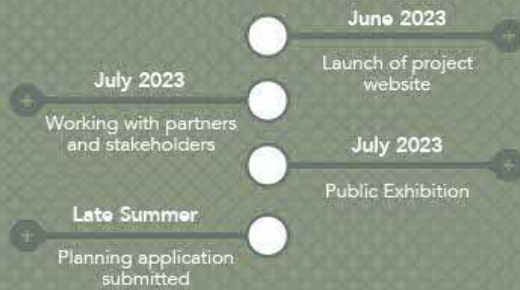 June 2023
Launch of project
website
July 2023
Working with partners
and stakeholders
July 2023
Public Exhibition
Late Summer
Planning application
submitted